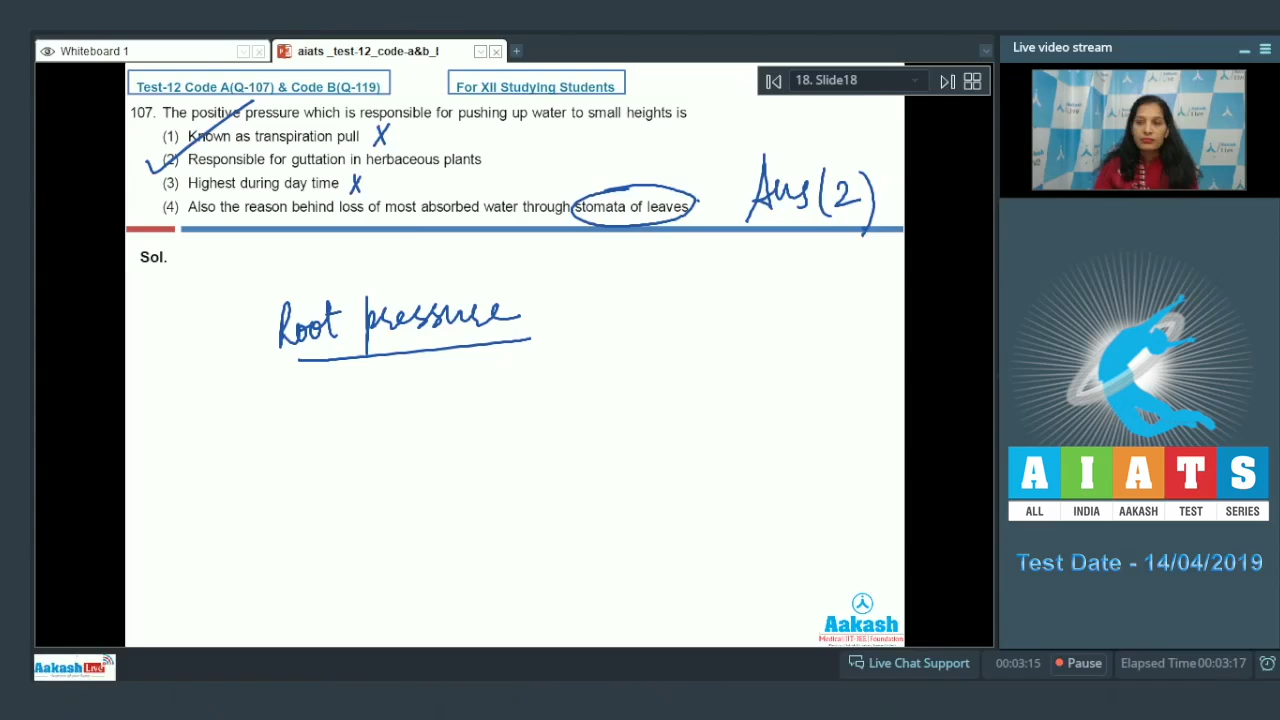 Whiteboard 1
aiats _test-12_code-a&b_l
Live video stream
Test-12 Code A(Q-107) & Code B(Q-119)
For XII Studying Students
18. Slide18
107. The positive pressure which is responsible for pushing up water to small heights is
(1) Known as transpiration pull X
(2) Responsible for guttation in herbaceous plants
(3) Highest during day time X
(4) Also the reason behind loss of most absorbed water through stomata of leaves
Ans (2)
Sol.
Root pressure
A I A T S
ALL INDIA AAKASH TEST SERIES
Test Date - 14/04/2019
Aakash
Medical|IIT-JEE|Foundations
Aakash Live
Live Chat Support
00:03:15
Pause
Elapsed Time 00:03:17